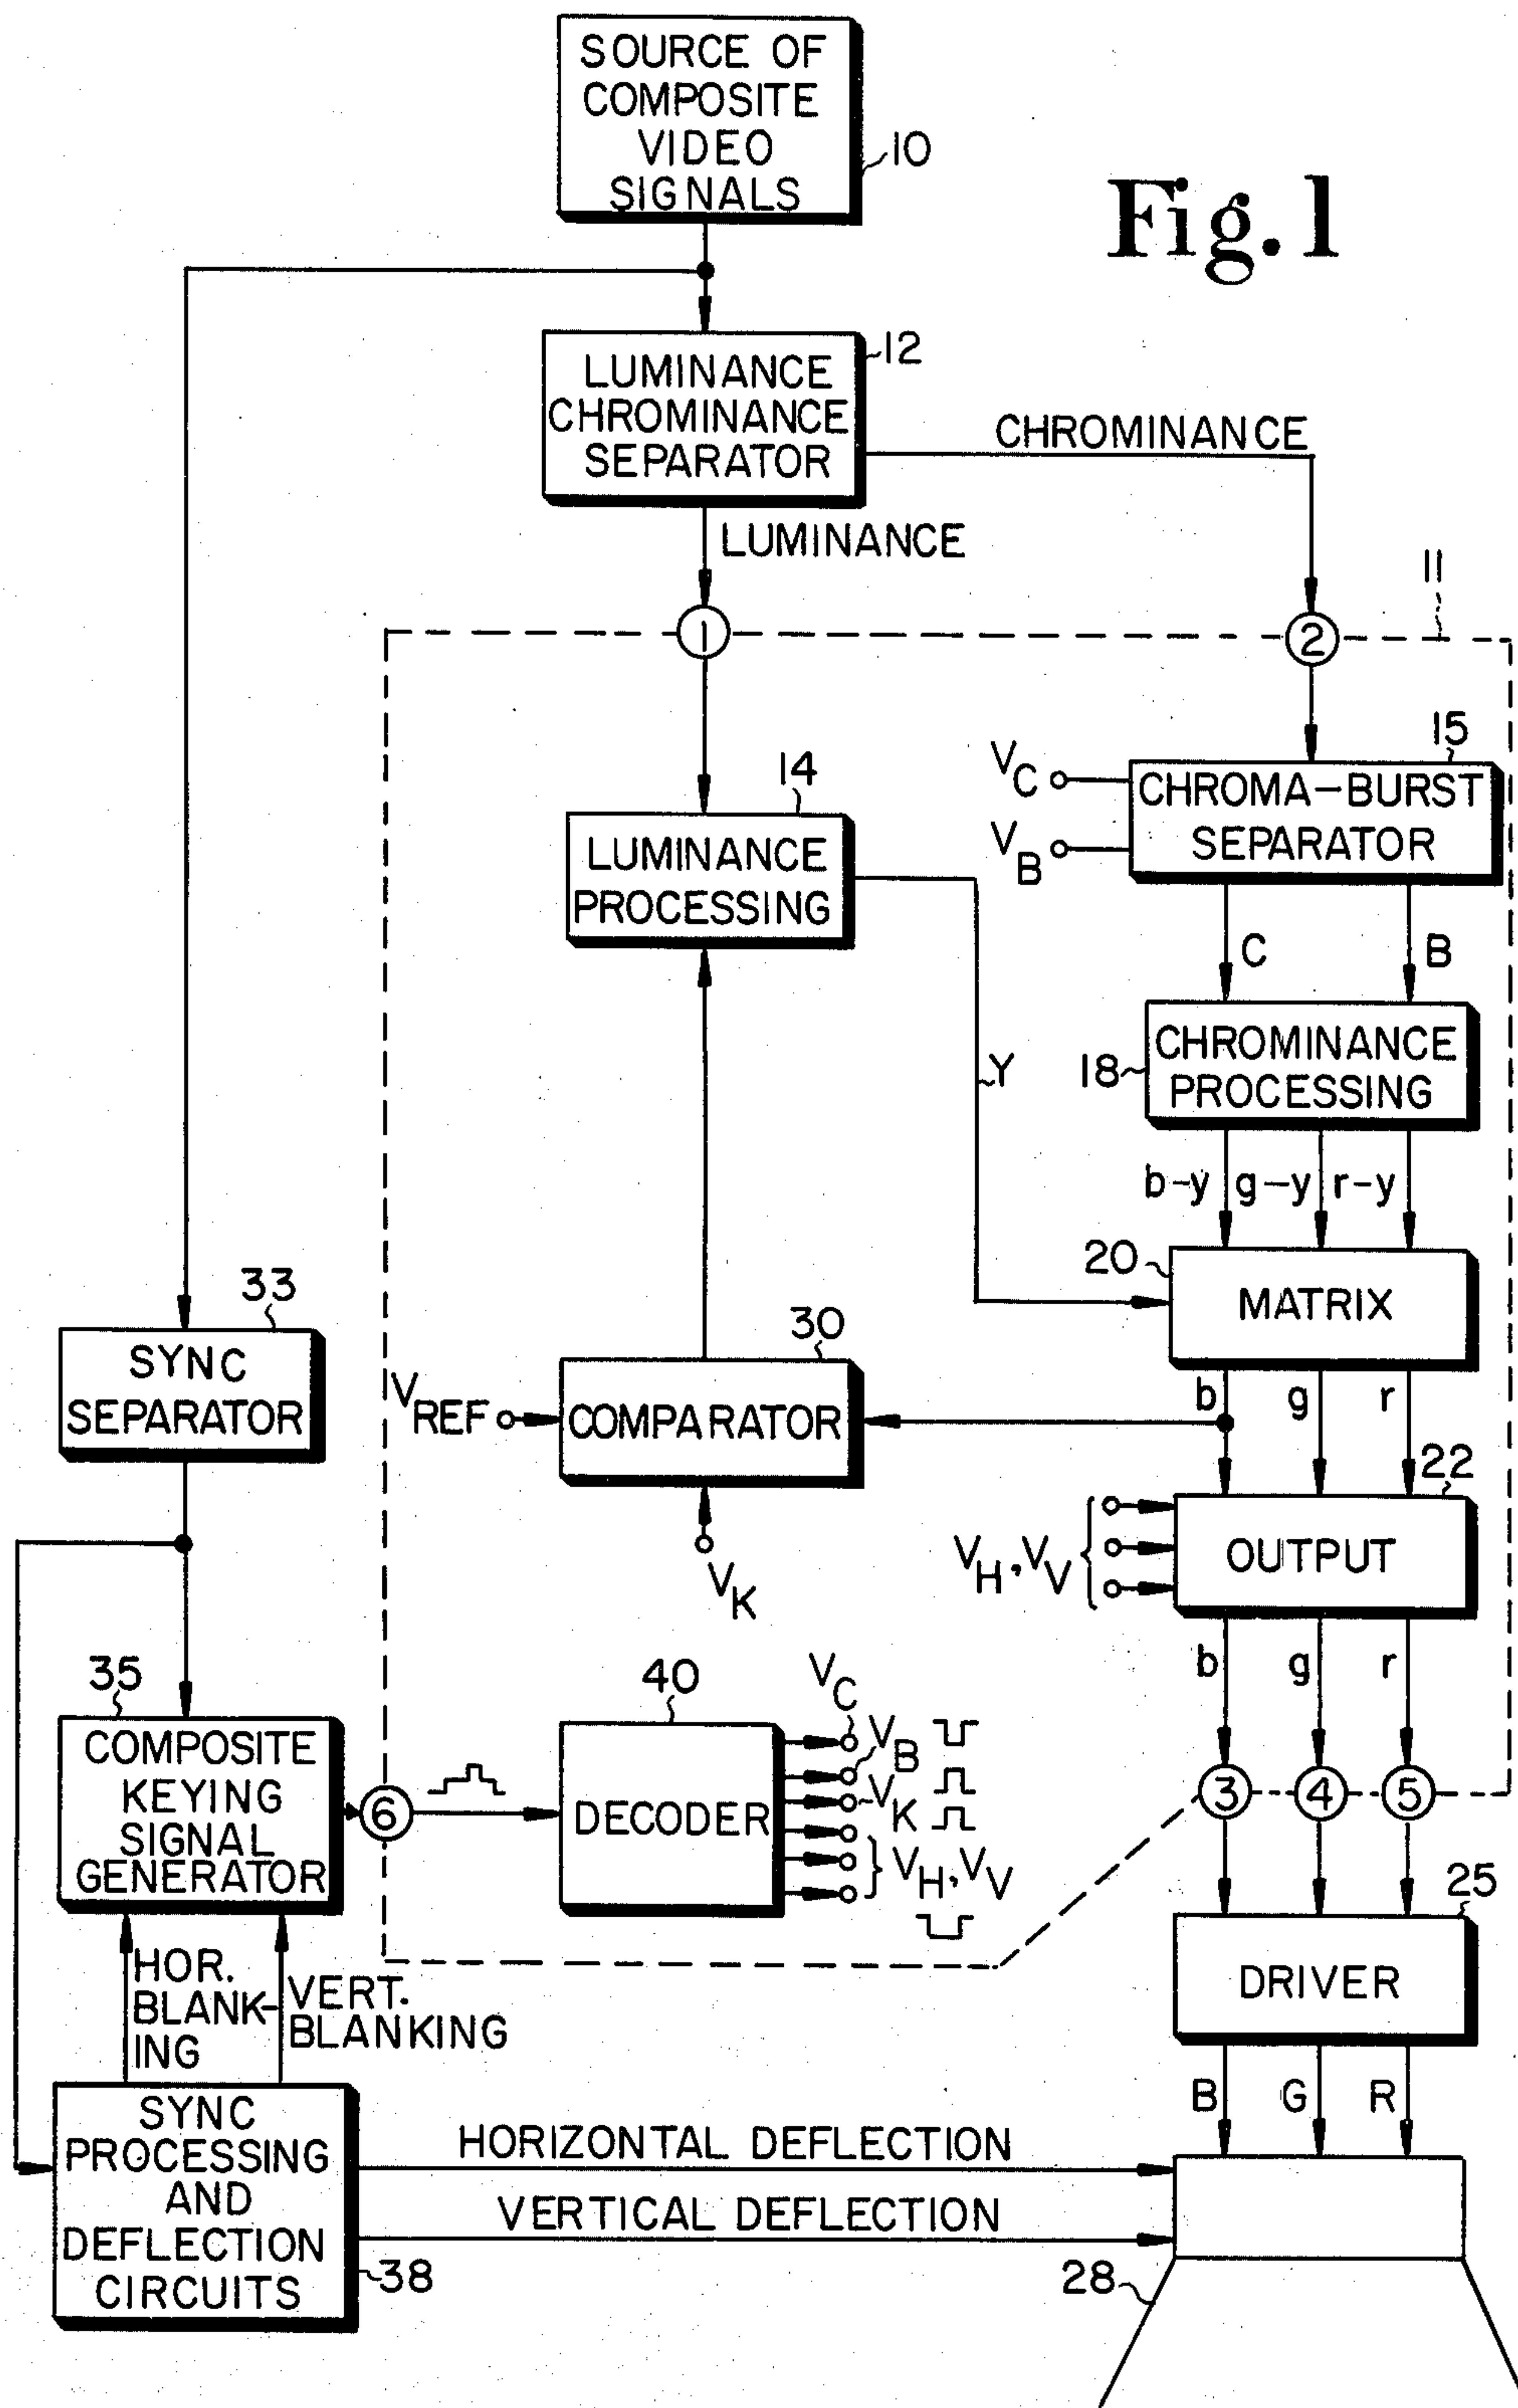 SOURCE OF
COMPOSITE
VIDEO
SIGNALS
10
Fig. 1
12
LUMINANCE
CHROMINANCE
SEPARATOR
CHROMINANCE
LUMINANCE
11
1
2
14
LUMINANCE
PROCESSING
15
VC
VB
CHROMA-BURST
SEPARATOR
C
B
18
CHROMINANCE
PROCESSING
Y
b-y
g-y
r-y
20
MATRIX
33
SYNC
SEPARATOR
30
VREF
COMPARATOR
VK
b
g
r
22
VH, VV
OUTPUT
b
g
r
35
COMPOSITE
KEYING
SIGNAL
GENERATOR
6
40
DECODER
VC
VB
VK
VH, VV
3
4
5
25
DRIVER
HOR.
BLANK-
ING
VERT.
BLANKING
B
G
R
SYNC
PROCESSING
AND
DEFLECTION
CIRCUITS
38
HORIZONTAL DEFLECTION
VERTICAL DEFLECTION
28